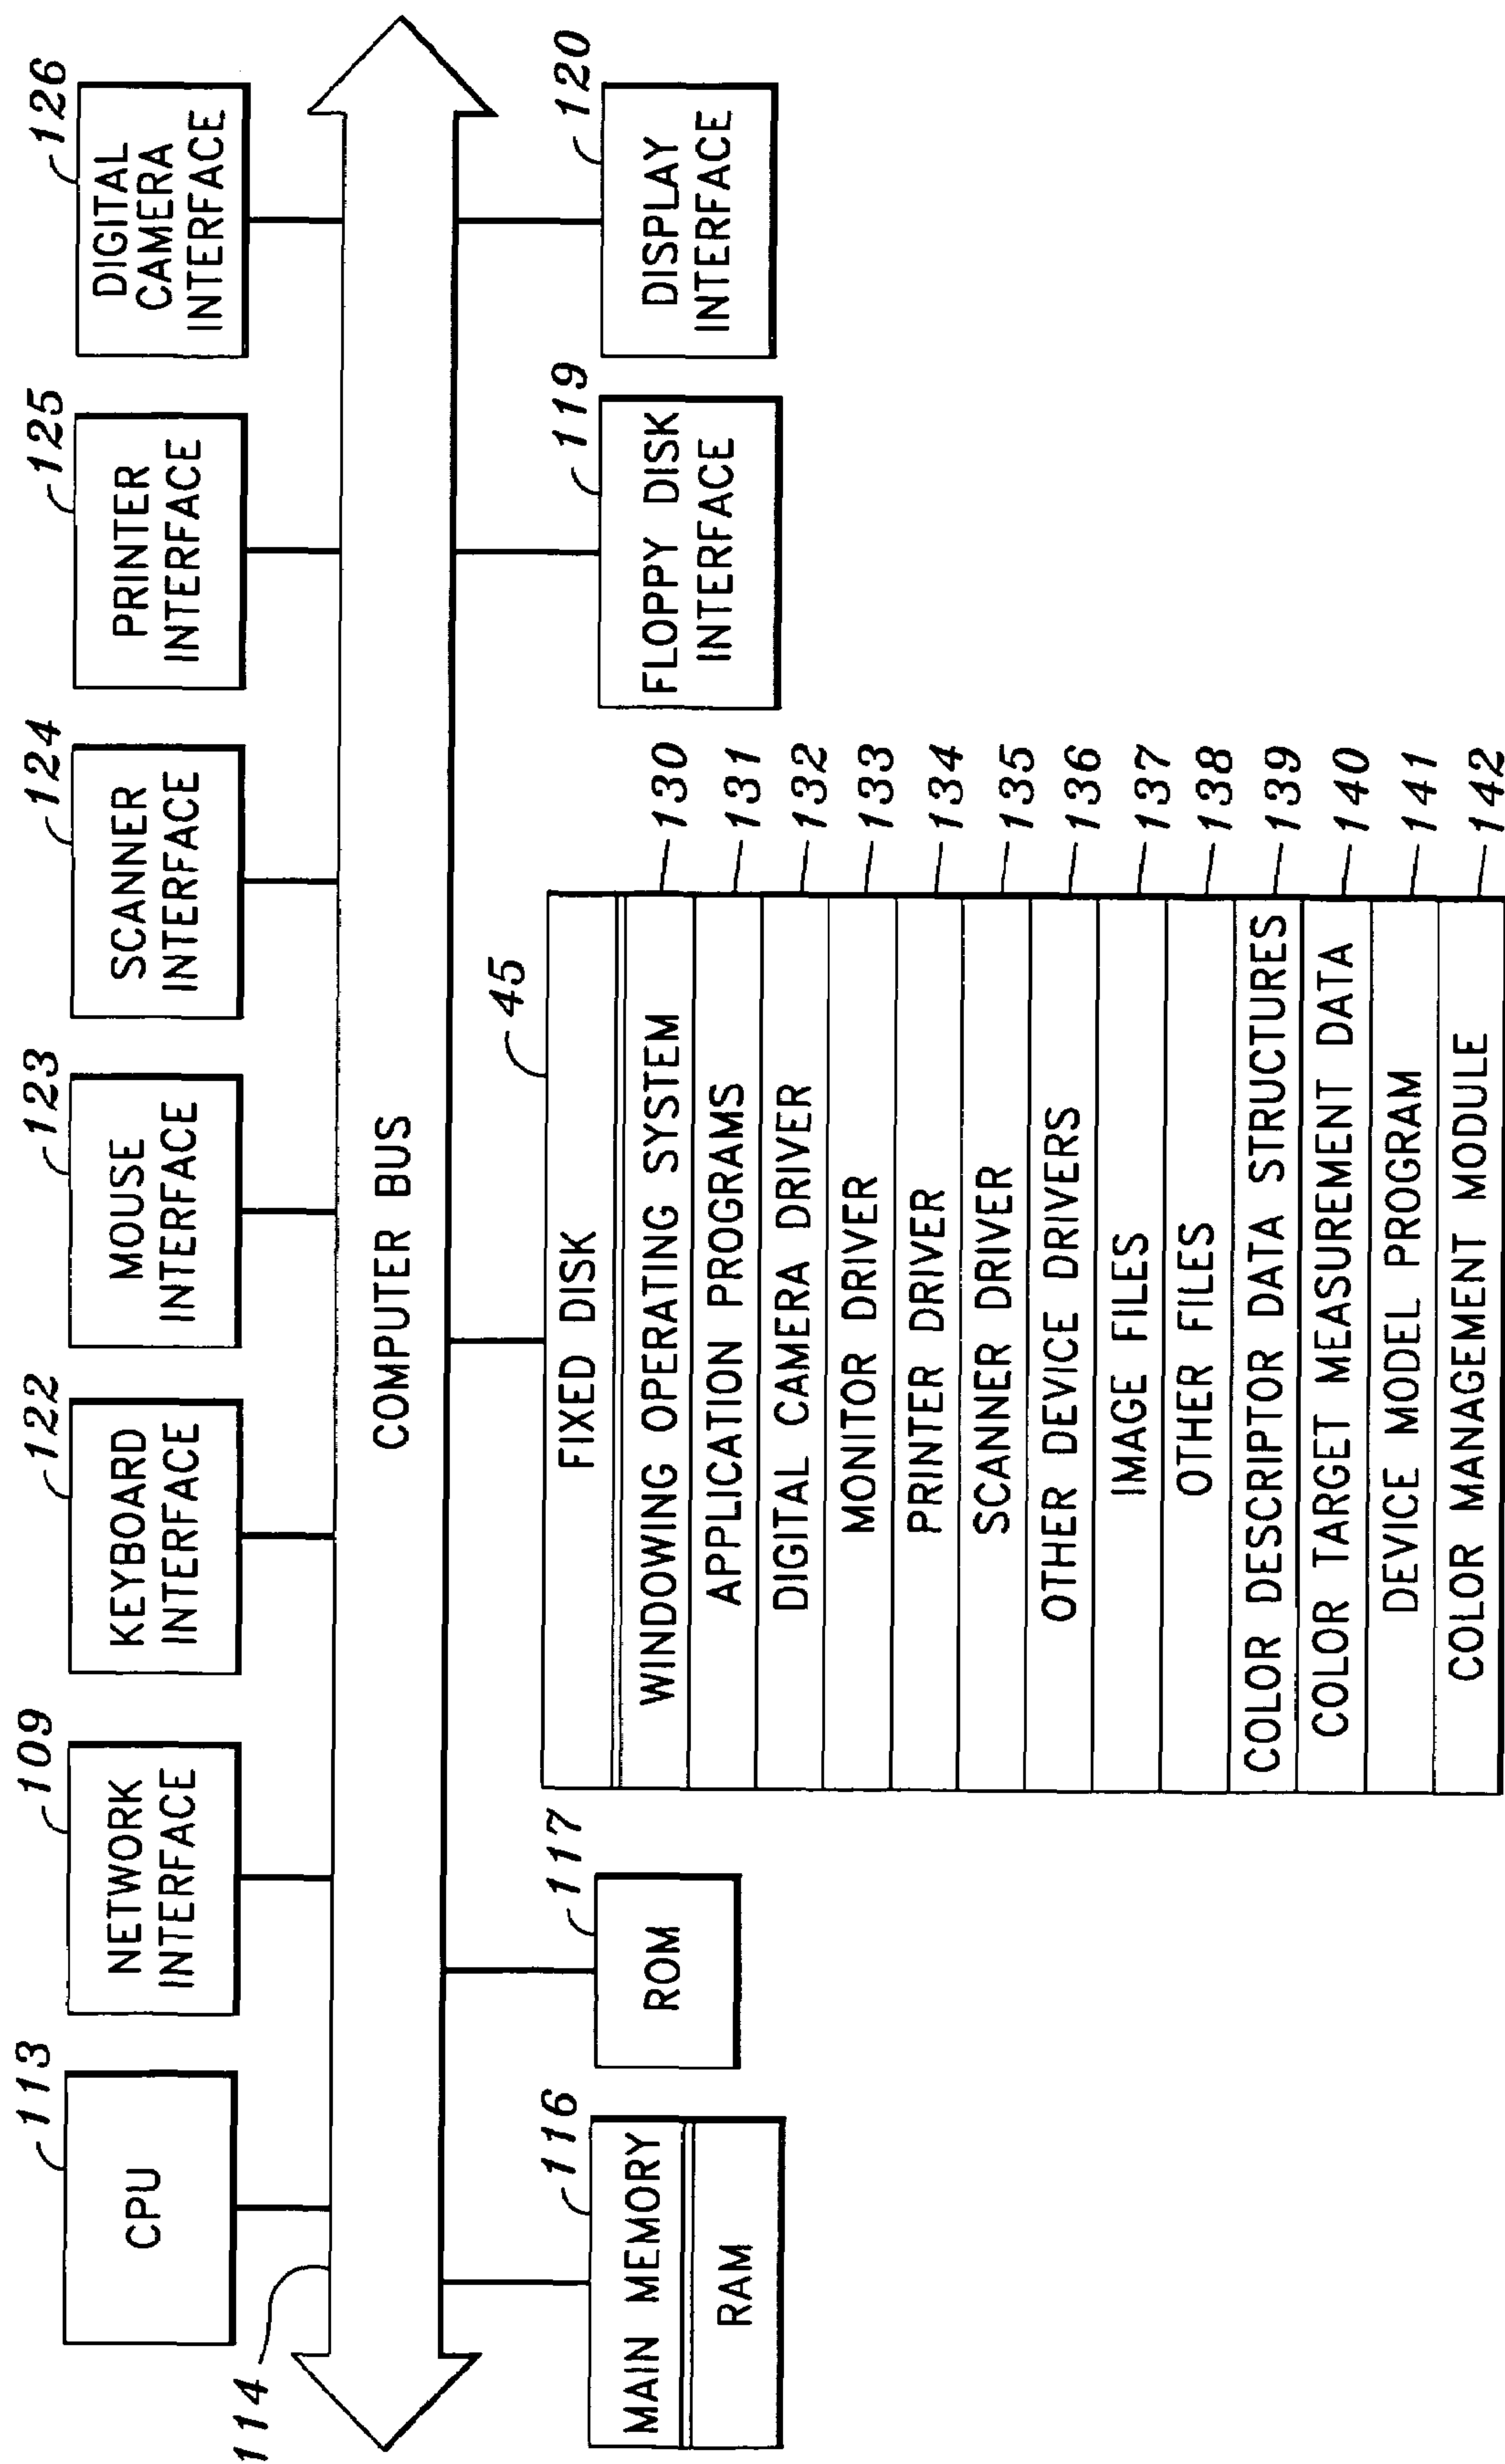 113
CPU
109
NETWORK
INTERFACE
122
KEYBOARD
INTERFACE
123
MOUSE
INTERFACE
124
SCANNER
INTERFACE
125
PRINTER
INTERFACE
126
DIGITAL
CAMERA
INTERFACE
114
COMPUTER BUS
116
MAIN MEMORY
RAM
117
ROM
45
FIXED DISK
WINDOWING OPERATING SYSTEM 130
APPLICATION PROGRAMS 131
DIGITAL CAMERA DRIVER 132
MONITOR DRIVER 133
PRINTER DRIVER 134
SCANNER DRIVER 135
OTHER DEVICE DRIVERS 136
IMAGE FILES 137
OTHER FILES 138
COLOR DESCRIPTOR DATA STRUCTURES 139
COLOR TARGET MEASUREMENT DATA 140
DEVICE MODEL PROGRAM 141
COLOR MANAGEMENT MODULE 142
119
FLOPPY DISK
INTERFACE
120
DISPLAY
INTERFACE